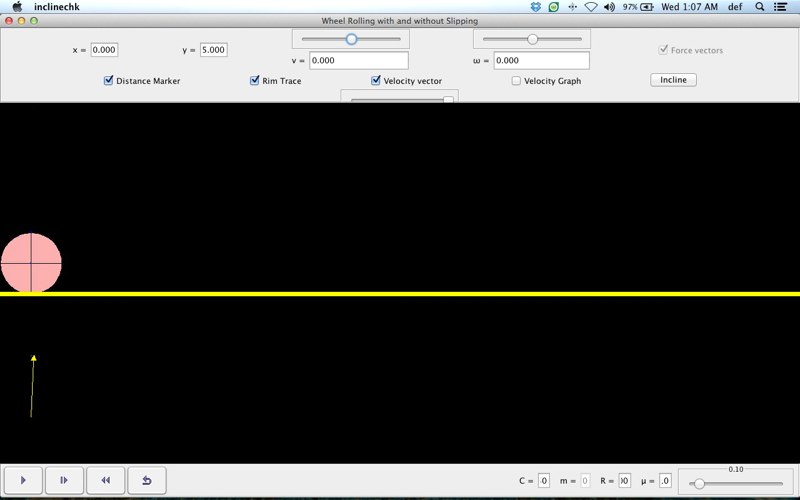 inclinechk 97% Wed 1:07 AM def
Wheel Rolling with and without Slipping
x = 0.000 y = 5.000 v = 0.000 ω = 0.000 Force vectors
Distance Marker Rim Trace Velocity vector Velocity Graph Incline
0.10
C = 0 m = 0 R = 00 μ = .0